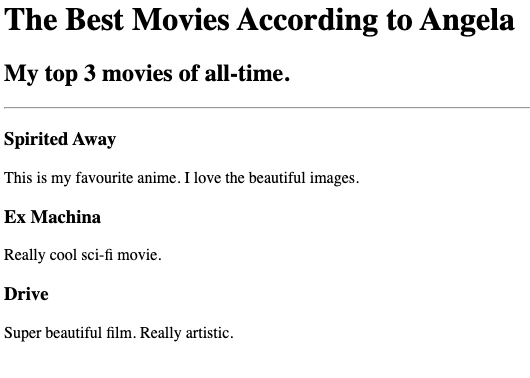 The Best Movies According to Angela
My top 3 movies of all-time.
Spirited Away
This is my favourite anime. I love the beautiful images.
Ex Machina
Really cool sci-fi movie.
Drive
Super beautiful film. Really artistic.